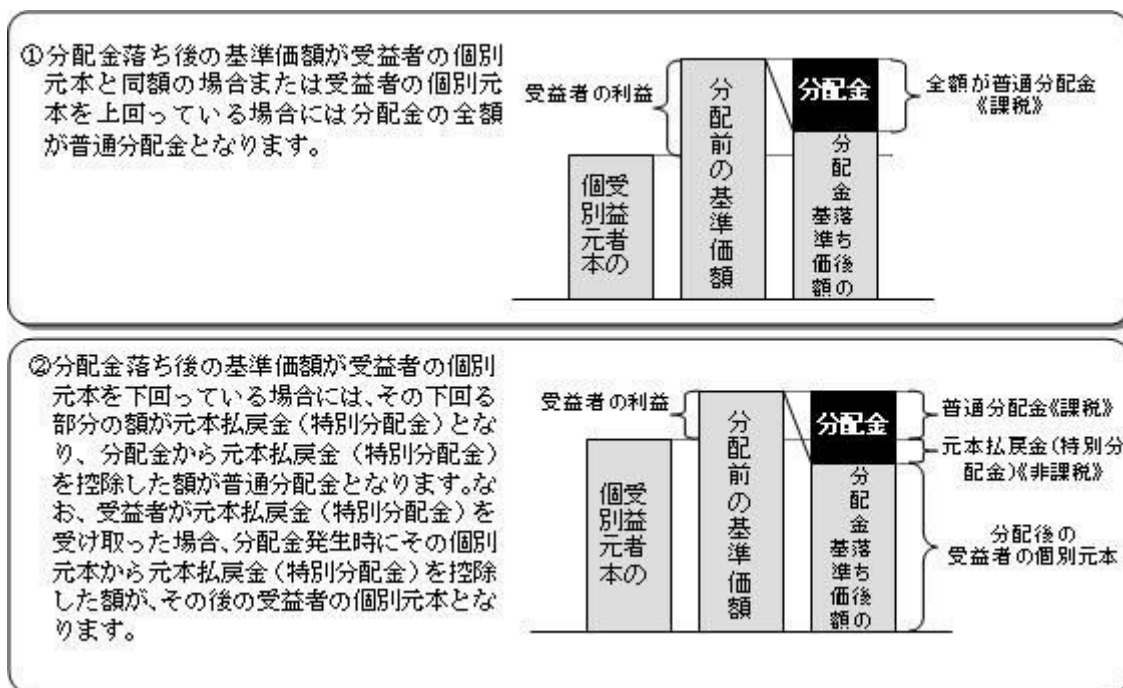 ①分配金落ち後の基準価額が受益者の個別
元本と同額の場合または受益者の個別元
本を上回っている場合には分配金の全額
が普通分配金となります。
受益者の利益
受益者の
個別元本
分配前の基準価額
分配金
分配金落ち後の
基準価額
全額が普通分配金
《課税》
②分配金落ち後の基準価額が受益者の個別
元本を下回っている場合には、その下回る
部分の額が元本払戻金(特別分配金)とな
り、分配金から元本払戻金(特別分配金)
を控除した額が普通分配金となります。な
お、受益者が元本払戻金(特別分配金)を
受け取った場合、分配金発生時にその個別
元本から元本払戻金(特別分配金)を控除
した額が、その後の受益者の個別元本とな
ります。
受益者の利益
受益者の
個別元本
分配前の基準価額
分配金
分配金落ち後の
基準価額
普通分配金《課税》
元本払戻金(特別分
配金)《非課税》
分配後の
受益者の個別元本